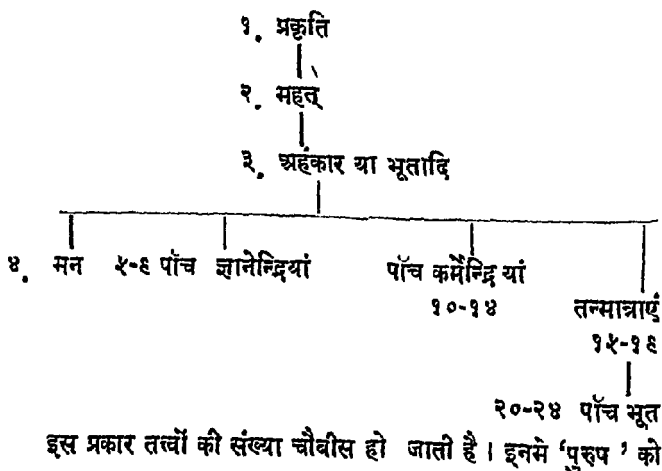 १. प्रकृति
२. महत्
३. अहंकार या भूतादि
४. मन ५-९ पाँच ज्ञानेन्द्रियां पाँच कर्मेन्द्रियां
१०-१४ तन्मात्राएं
१५-१९
२०-२४ पाँच भूत
इस प्रकार तत्वों की संख्या चौबीस हो जाती है । इनमे 'पुरुष' को